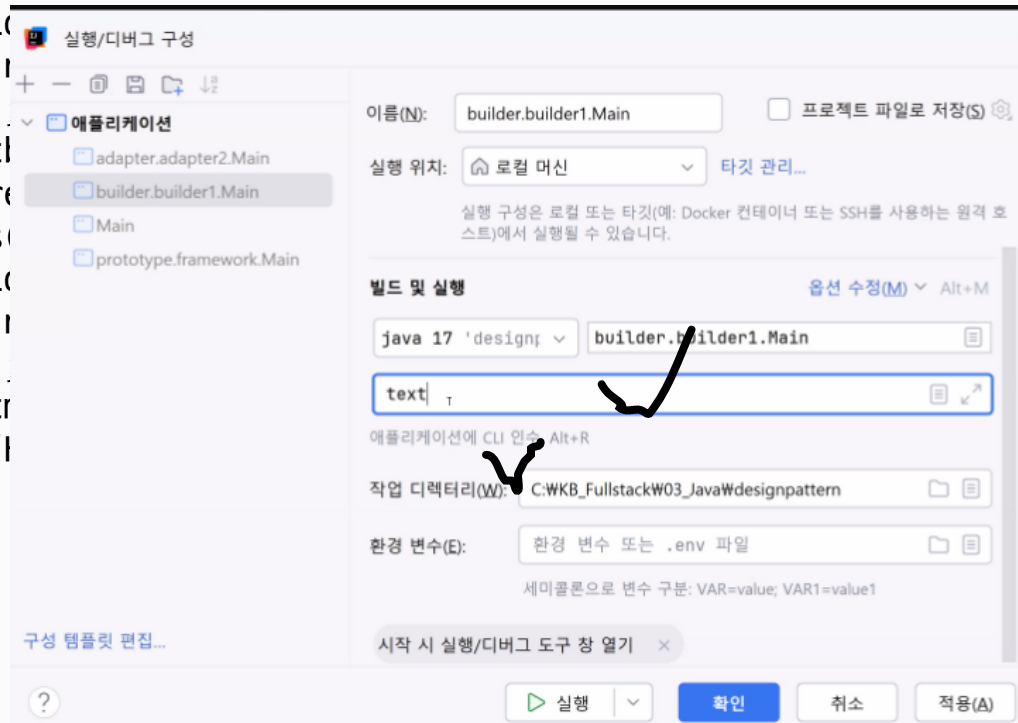 실행/디버그 구성
애플리케이션
adapter.adapter2.Main
builder.builder1.Main
Main
prototype.framework.Main
구성 템플릿 편집...
이름(N): builder.builder1.Main 프로젝트 파일로 저장(S)
실행 위치: 로컬 머신 타깃 관리...
실행 구성은 로컬 또는 타깃(예: Docker 컨테이너 또는 SSH를 사용하는 원격 호
스트)에서 실행될 수 있습니다.
빌드 및 실행 옵션 수정(M) Alt+M
java 17 'designp builder.builder1.Main
text
애플리케이션에 CLI 인수. Alt+R
작업 디렉터리(W): C:₩KB_Fullstack₩03_Java₩designpattern
환경 변수(E): 환경 변수 또는 .env 파일
세미콜론으로 변수 구분: VAR=value; VAR1=value1
시작 시 실행/디버그 도구 창 열기
? 실행 확인 취소 적용(A)